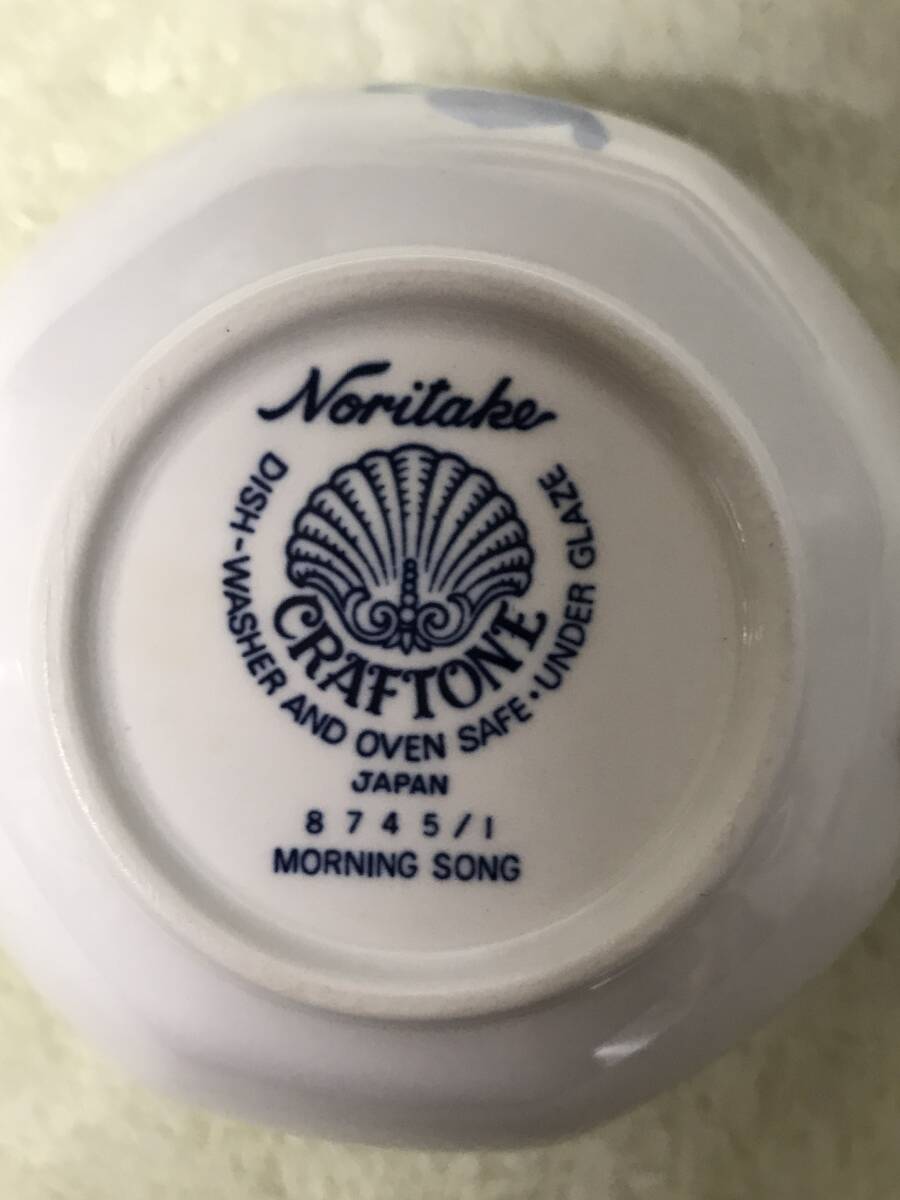 Noritake
CRAFTONE
DISH-WASHER AND OVEN SAFE·UNDER GLAZE
JAPAN
8745/1
MORNING SONG